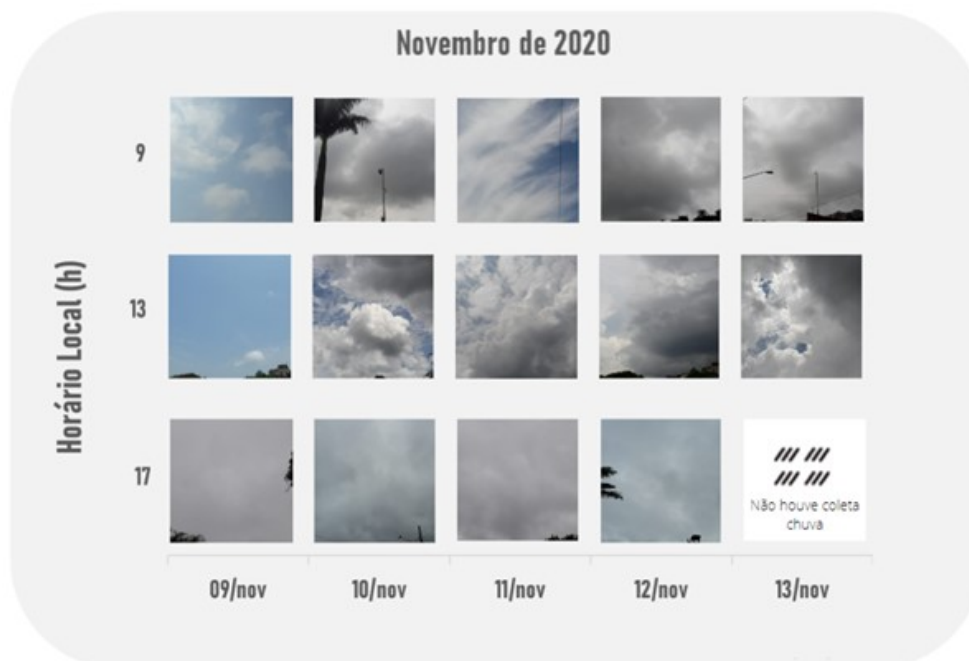 Novembro de 2020
Horário Local (h)
9
13
17
Não houve coleta
chuva
09/nov
10/nov
11/nov
12/nov
13/nov